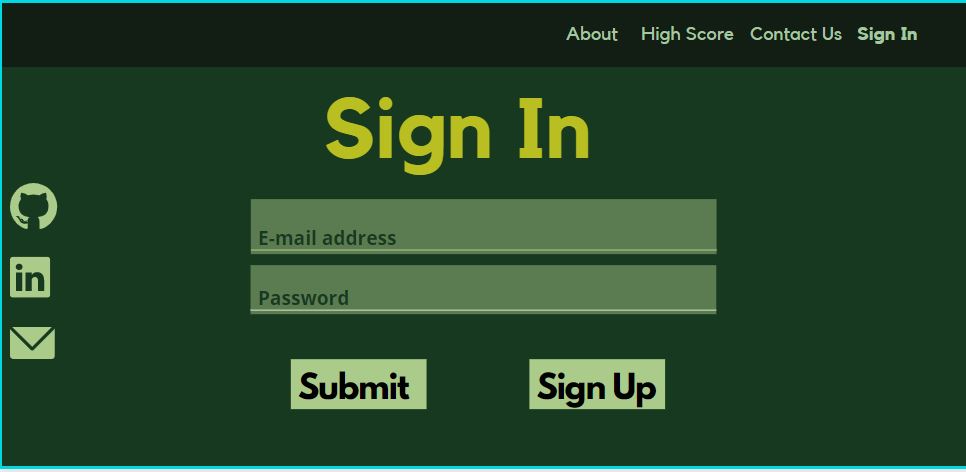 About High Score Contact Us Sign In
Sign In
E-mail address
in
Password
Submit Sign Up